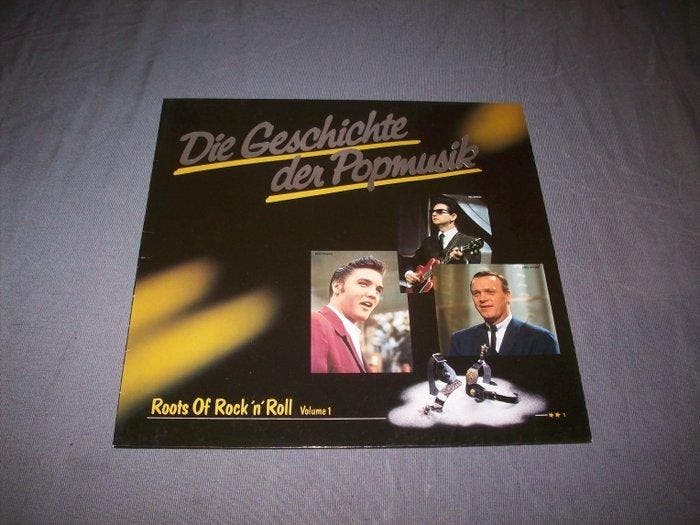 Die Geschichte
der Popmusik
Roots Of Rock 'n' Roll Volume 1